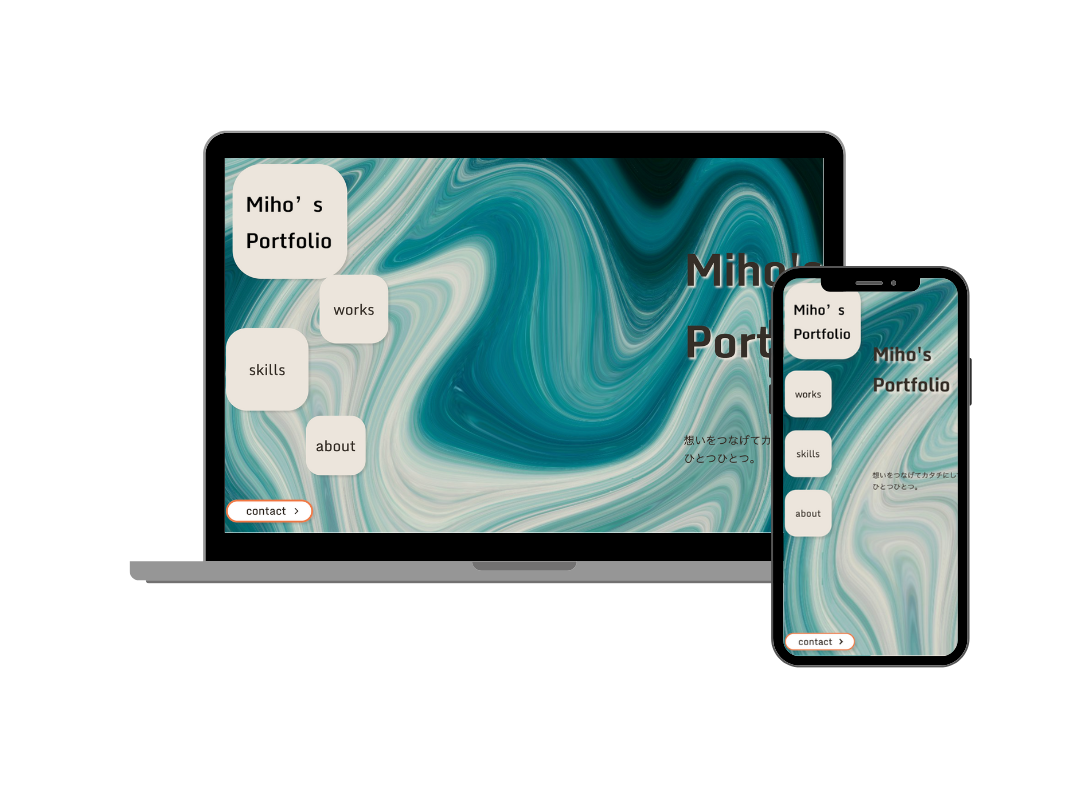 Miho’s
Portfolio
works
skills
about
contact
Miho's
Port
想いをつなげてカ
ひとつひとつ。
Miho’s
Portfolio
works
skills
about
contact
Miho's
Portfolio
想いをつなげてカタチにし
ひとつひとつ。